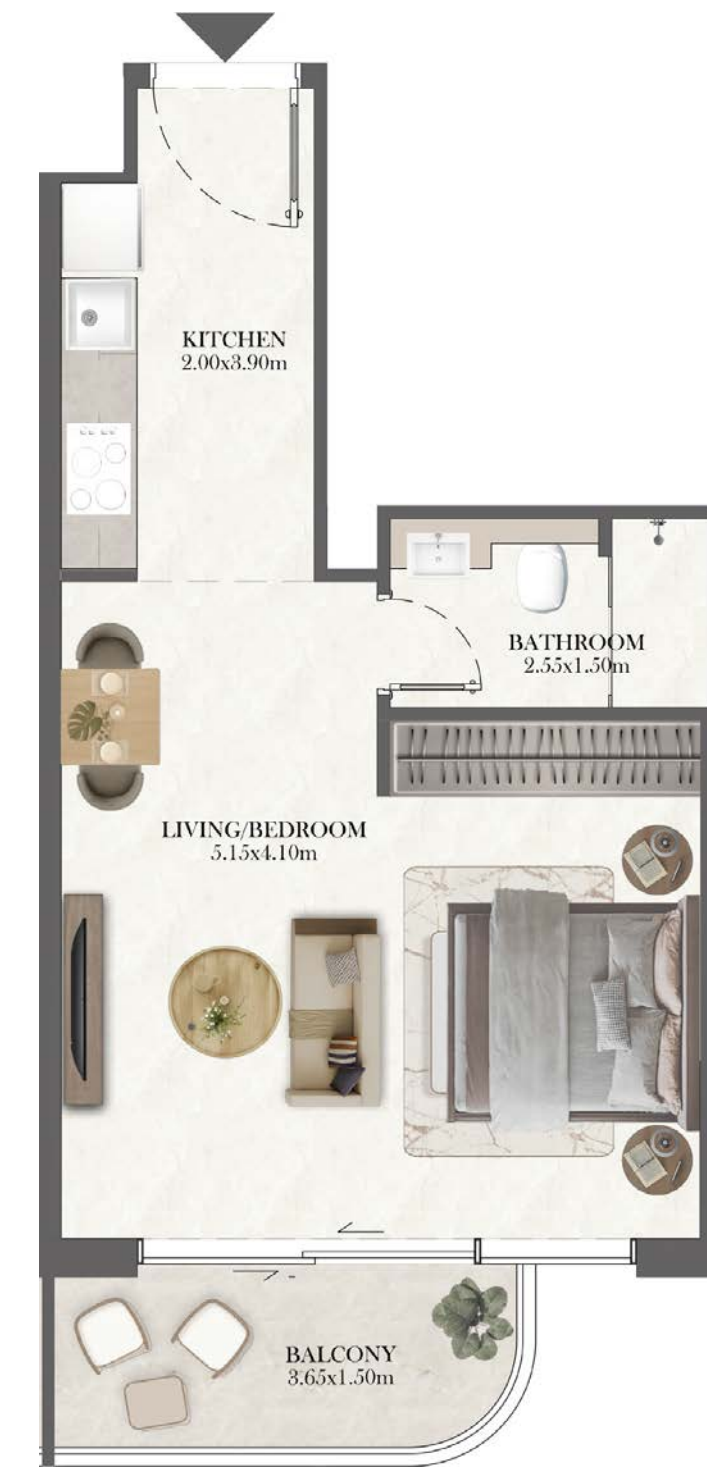 KITCHEN
2.00x3.90m
BATHROOM
2.55x1.50m
LIVING/BEDROOM
5.15x4.10m
BALCONY
3.65x1.50m